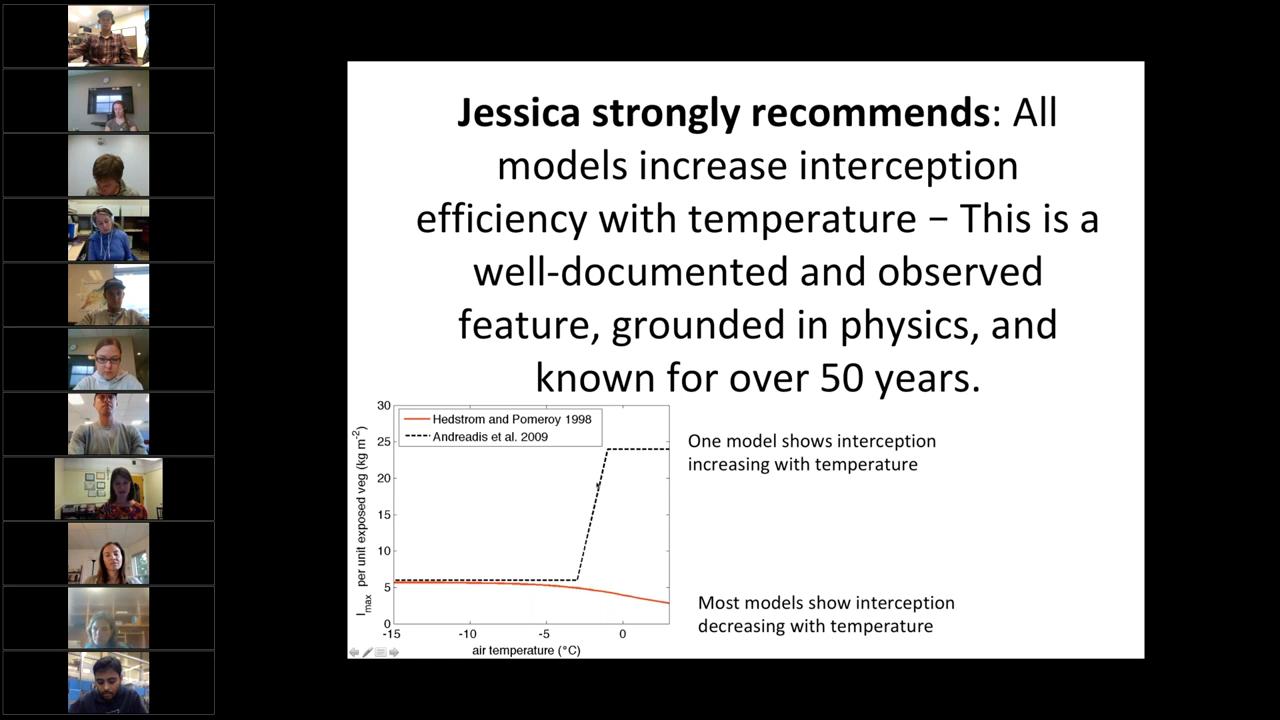 Jessica strongly recommends: All
models increase interception
efficiency with temperature – This is a
well-documented and observed
feature, grounded in physics, and
known for over 50 years.
30
25
20
15
10
5
0
I_max per unit exposed veg (kg m⁻²)
Hedstrom and Pomeroy 1998
Andreadis et al. 2009
-15
-10
-5
0
air temperature (°C)
One model shows interception
increasing with temperature
Most models show interception
decreasing with temperature